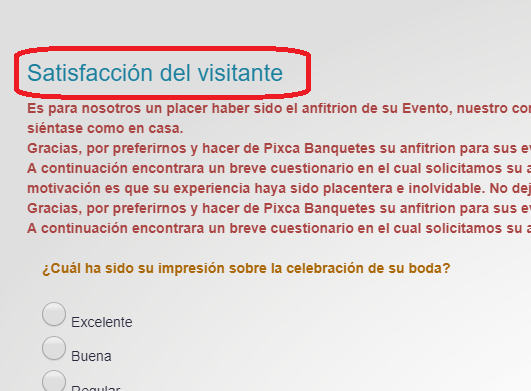 Satisfacción del visitante
Es para nosotros un placer haber sido el anfitrion de su Evento, nuestro
siéntase como en casa.
Gracias, por preferirnos y hacer de Pixca Banquetes su anfitrion para sus
A continuación encontrara un breve cuestionario en el cual solicitamos su
motivación es que su experiencia haya sido placentera e inolvidable. No
Gracias, por preferirnos y hacer de Pixca Banquetes su anfitrion para sus
A continuación encontrara un breve cuestionario en el cual solicitamos su
¿Cuál ha sido su impresión sobre la celebración de su boda?
Excelente
Buena
Regular